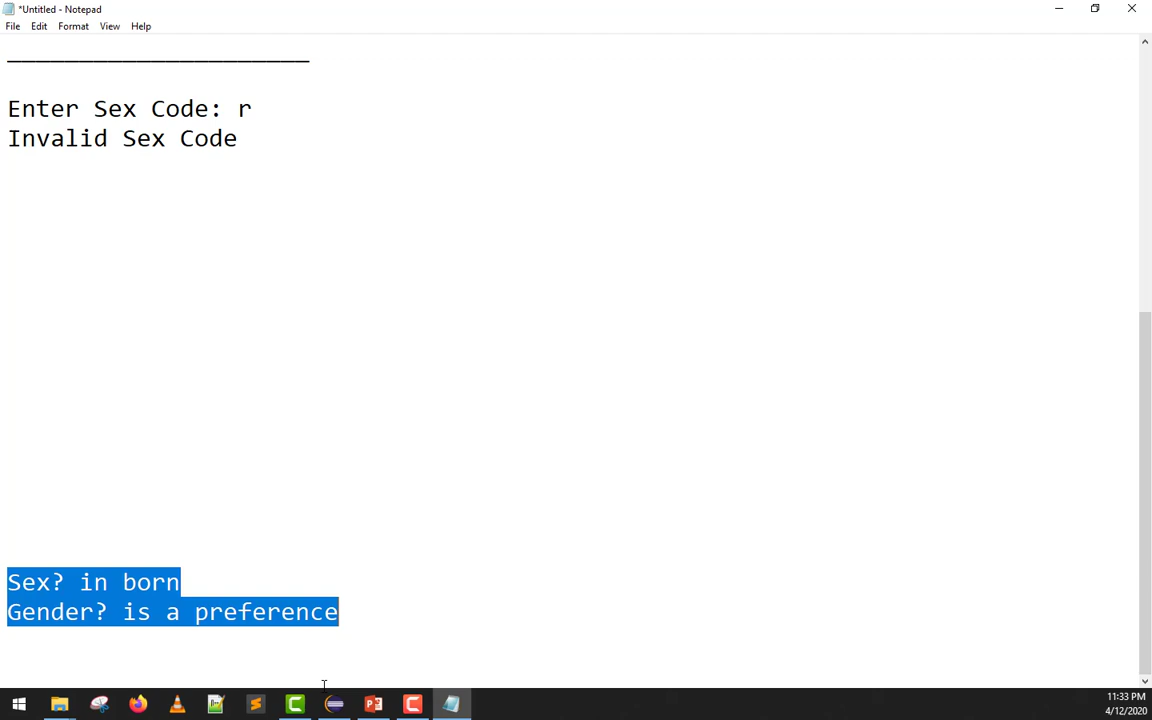 *Untitled - Notepad
File Edit Format View Help
Enter Sex Code: r
Invalid Sex Code
Sex? in born
Gender? is a preference
11:33 PM
4/12/2020